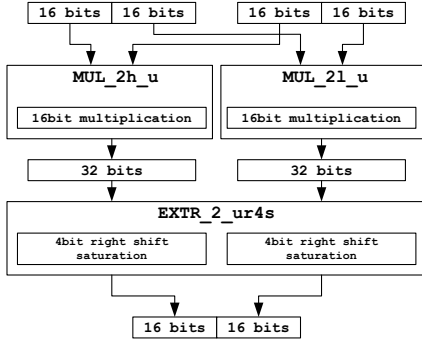 16 bits 16 bits 16 bits 16 bits
MUL_2h_u MUL_2l_u
16bit multiplication 16bit multiplication
32 bits 32 bits
EXTR_2_ur4s
4bit right shift 4bit right shift
saturation saturation
16 bits 16 bits